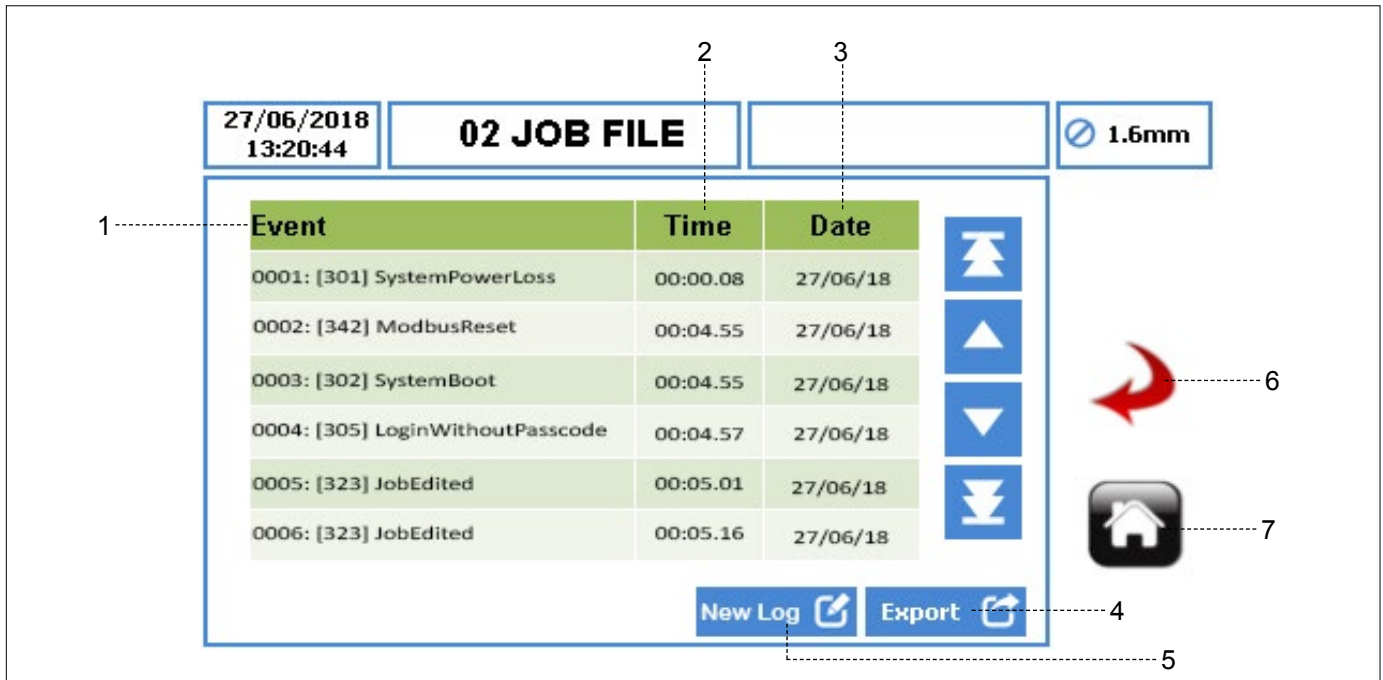 2 3
27/06/2018
13:20:44
02 JOB FILE
1.6mm
1
Event Time Date
0001: [301] SystemPowerLoss 00:00.08 27/06/18
0002: [342] ModbusReset 00:04.55 27/06/18
0003: [302] SystemBoot 00:04.55 27/06/18
6
0004: [305] LoginWithoutPasscode 00:04.57 27/06/18
0005: [323] JobEdited 00:05.01 27/06/18
0006: [323] JobEdited 00:05.16 27/06/18
7
New Log Export 4
5